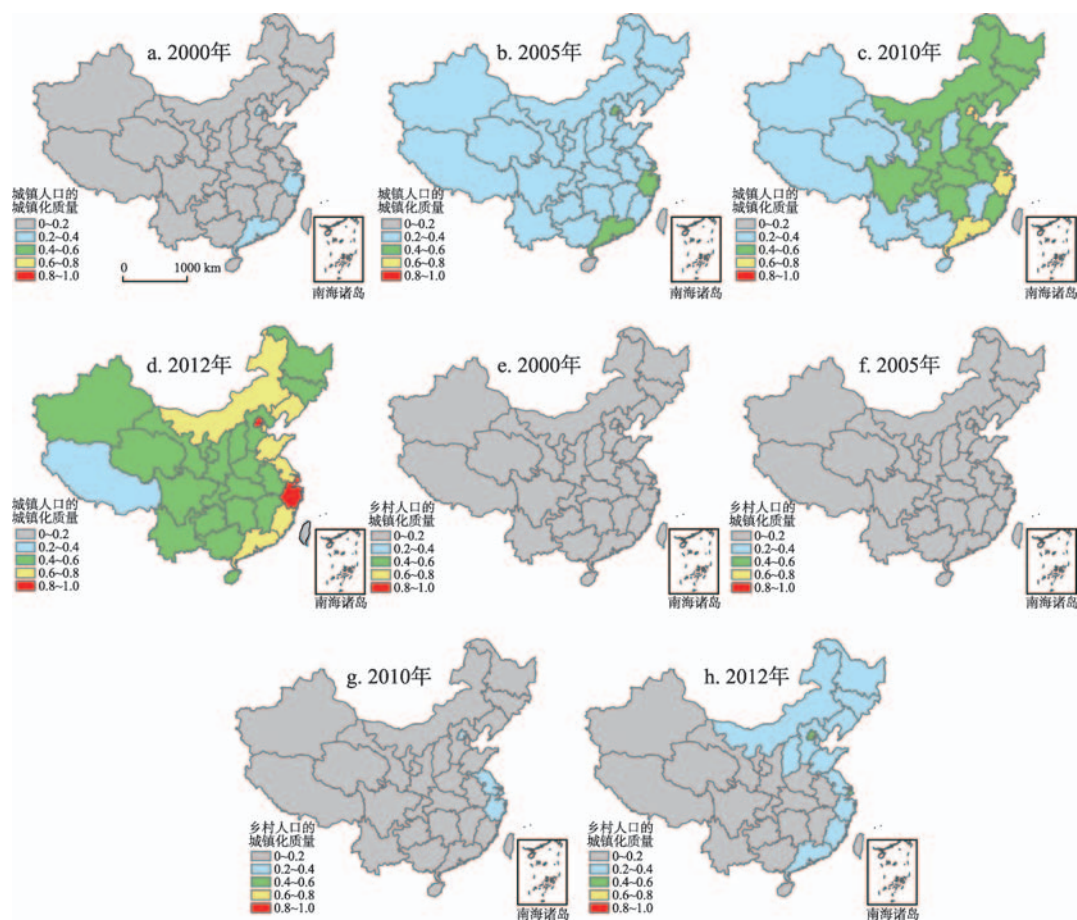 a. 2000年
城镇人口的
城镇化质量
0~0.2
0.2~0.4
0.4~0.6
0.6~0.8
0.8~1.0
0 1000 km
南海诸岛
b. 2005年
城镇人口的
城镇化质量
0~0.2
0.2~0.4
0.4~0.6
0.6~0.8
0.8~1.0
南海诸岛
c. 2010年
城镇人口的
城镇化质量
0~0.2
0.2~0.4
0.4~0.6
0.6~0.8
0.8~1.0
南海诸岛
d. 2012年
城镇人口的
城镇化质量
0~0.2
0.2~0.4
0.4~0.6
0.6~0.8
0.8~1.0
南海诸岛
e. 2000年
乡村人口的
城镇化质量
0~0.2
0.2~0.4
0.4~0.6
0.6~0.8
0.8~1.0
南海诸岛
f. 2005年
乡村人口的
城镇化质量
0~0.2
0.2~0.4
0.4~0.6
0.6~0.8
0.8~1.0
南海诸岛
g. 2010年
乡村人口的
城镇化质量
0~0.2
0.2~0.4
0.4~0.6
0.6~0.8
0.8~1.0
南海诸岛
h. 2012年
乡村人口的
城镇化质量
0~0.2
0.2~0.4
0.4~0.6
0.6~0.8
0.8~1.0
南海诸岛